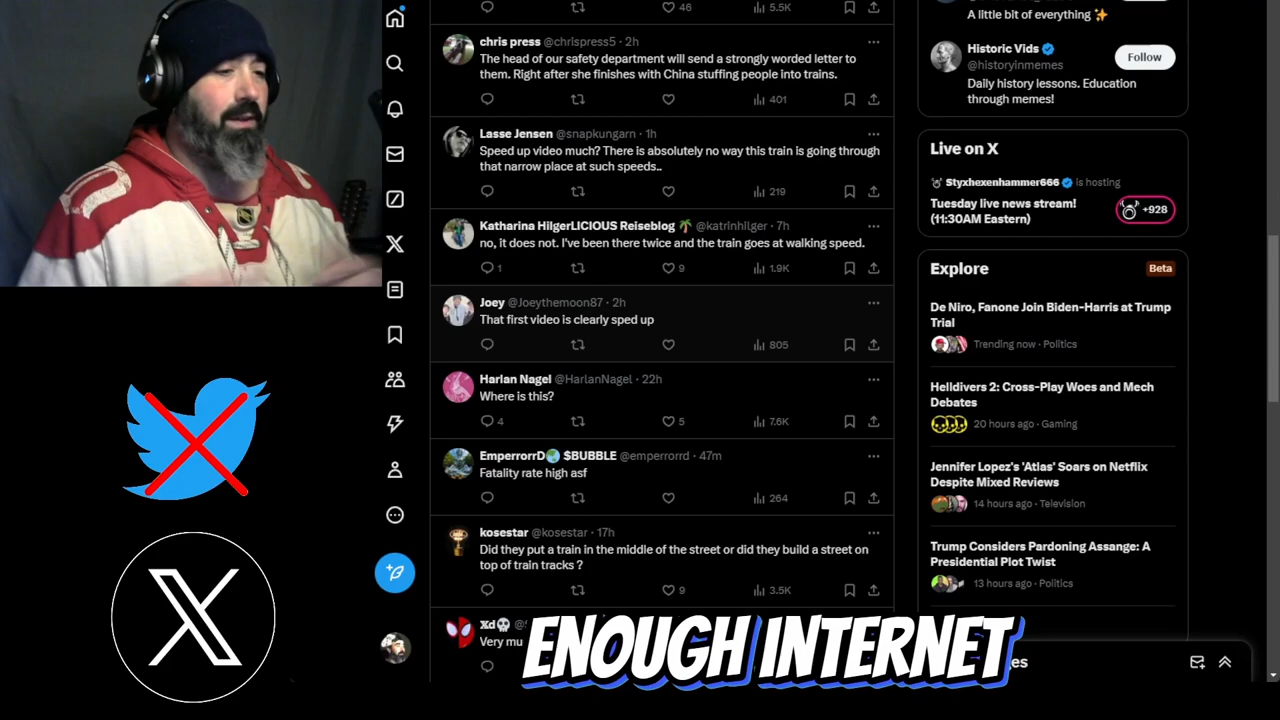 46
5.5K
chris press @chrispress5 · 2h
The head of our safety department will send a strongly worded letter to
them. Right after she finishes with China stuffing people into trains.
401
Lasse Jensen @snapkungarn · 1h
Speed up video much? There is absolutely no way this train is going through
that narrow place at such speeds..
219
Katharina HilgerLICIOUS Reiseblog 🌴 @katrinhilger · 7h
no, it does not. I've been there twice and the train goes at walking speed.
1
9
1.9K
Joey @Joeythemoon87 · 2h
That first video is clearly sped up
805
Harlan Nagel @HarlanNagel · 22h
Where is this?
4
5
7.6K
EmperrorrD🌏 $BUBBLE @emperrorrd · 47m
Fatality rate high asf
264
kosestar @kosestar · 17h
Did they put a train in the middle of the street or did they build a street on
top of train tracks ?
9
3.5K
𝕏d💀
Very mu
ENOUGH INTERNET
A little bit of everything ✨
Historic Vids
@historyinmemes
Follow
Daily history lessons. Education
through memes!
Live on X
Styxhexenhammer666 is hosting
Tuesday live news stream!
(11:30AM Eastern)
+928
Explore
Beta
De Niro, Fanone Join Biden-Harris at Trump
Trial
Trending now · Politics
Helldivers 2: Cross-Play Woes and Mech
Debates
20 hours ago · Gaming
Jennifer Lopez's 'Atlas' Soars on Netflix
Despite Mixed Reviews
14 hours ago · Television
Trump Considers Pardoning Assange: A
Presidential Plot Twist
13 hours ago · Politics